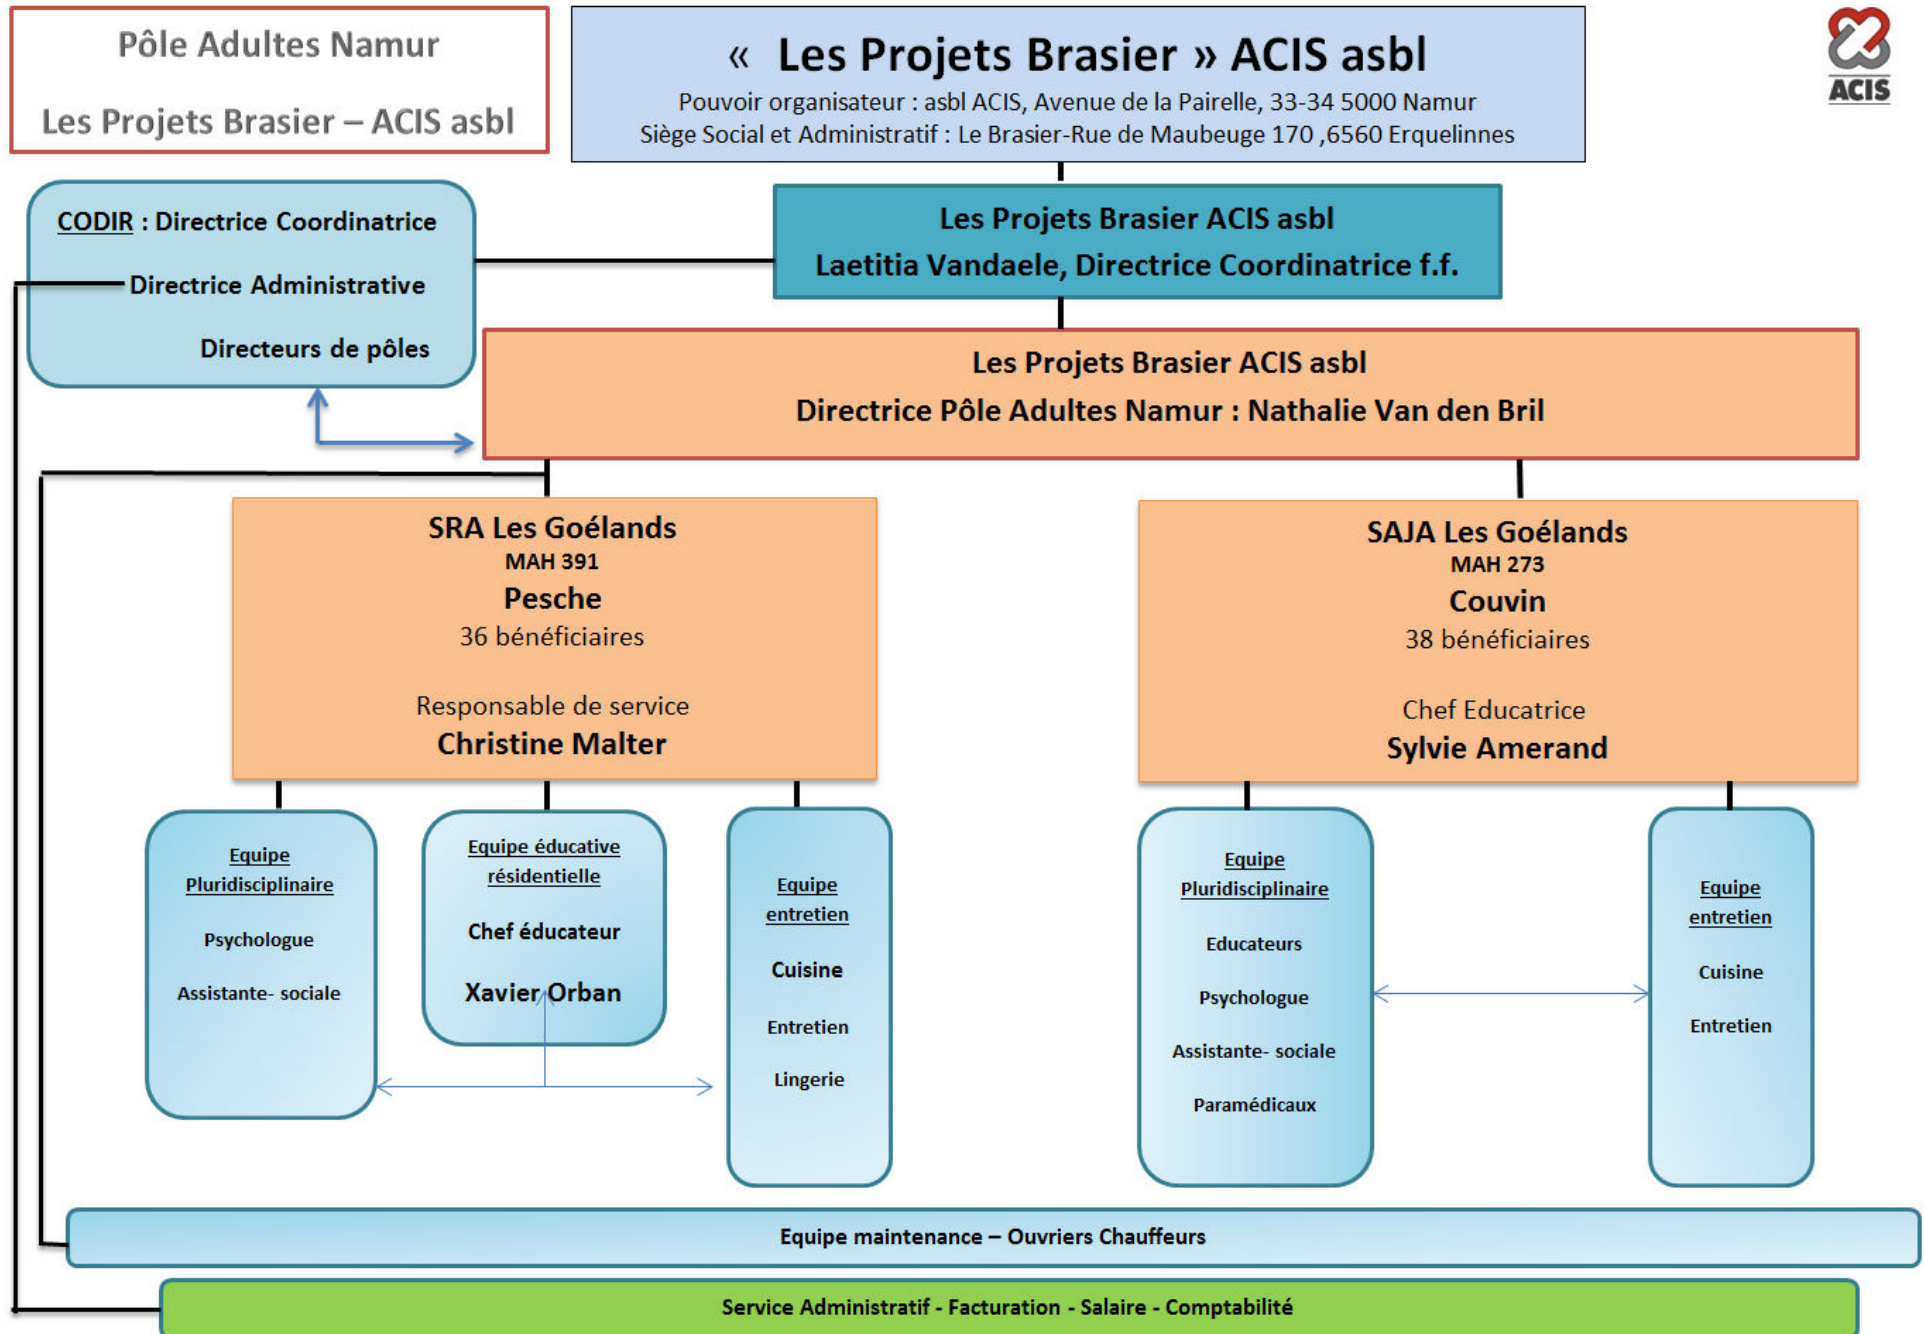 Pôle Adultes Namur
Les Projets Brasier – ACIS asbl
« Les Projets Brasier » ACIS asbl
Pouvoir organisateur : asbl ACIS, Avenue de la Pairelle, 33-34 5000 Namur
Siège Social et Administratif : Le Brasier-Rue de Maubeuge 170 ,6560 Erquelinnes
ACIS
CODIR : Directrice Coordinatrice
Directrice Administrative
Directeurs de pôles
Les Projets Brasier ACIS asbl
Laetitia Vandaele, Directrice Coordinatrice f.f.
Les Projets Brasier ACIS asbl
Directrice Pôle Adultes Namur : Nathalie Van den Bril
SRA Les Goélands
MAH 391
Pesche
36 bénéficiaires
Responsable de service
Christine Malter
SAJA Les Goélands
MAH 273
Couvin
38 bénéficiaires
Chef Educatrice
Sylvie Amerand
Equipe
Pluridisciplinaire
Psychologue
Assistante- sociale
Equipe éducative
résidentielle
Chef éducateur
Xavier Orban
Equipe
entretien
Cuisine
Entretien
Lingerie
Equipe
Pluridisciplinaire
Educateurs
Psychologue
Assistante- sociale
Paramédicaux
Equipe
entretien
Cuisine
Entretien
Equipe maintenance – Ouvriers Chauffeurs
Service Administratif - Facturation - Salaire - Comptabilité